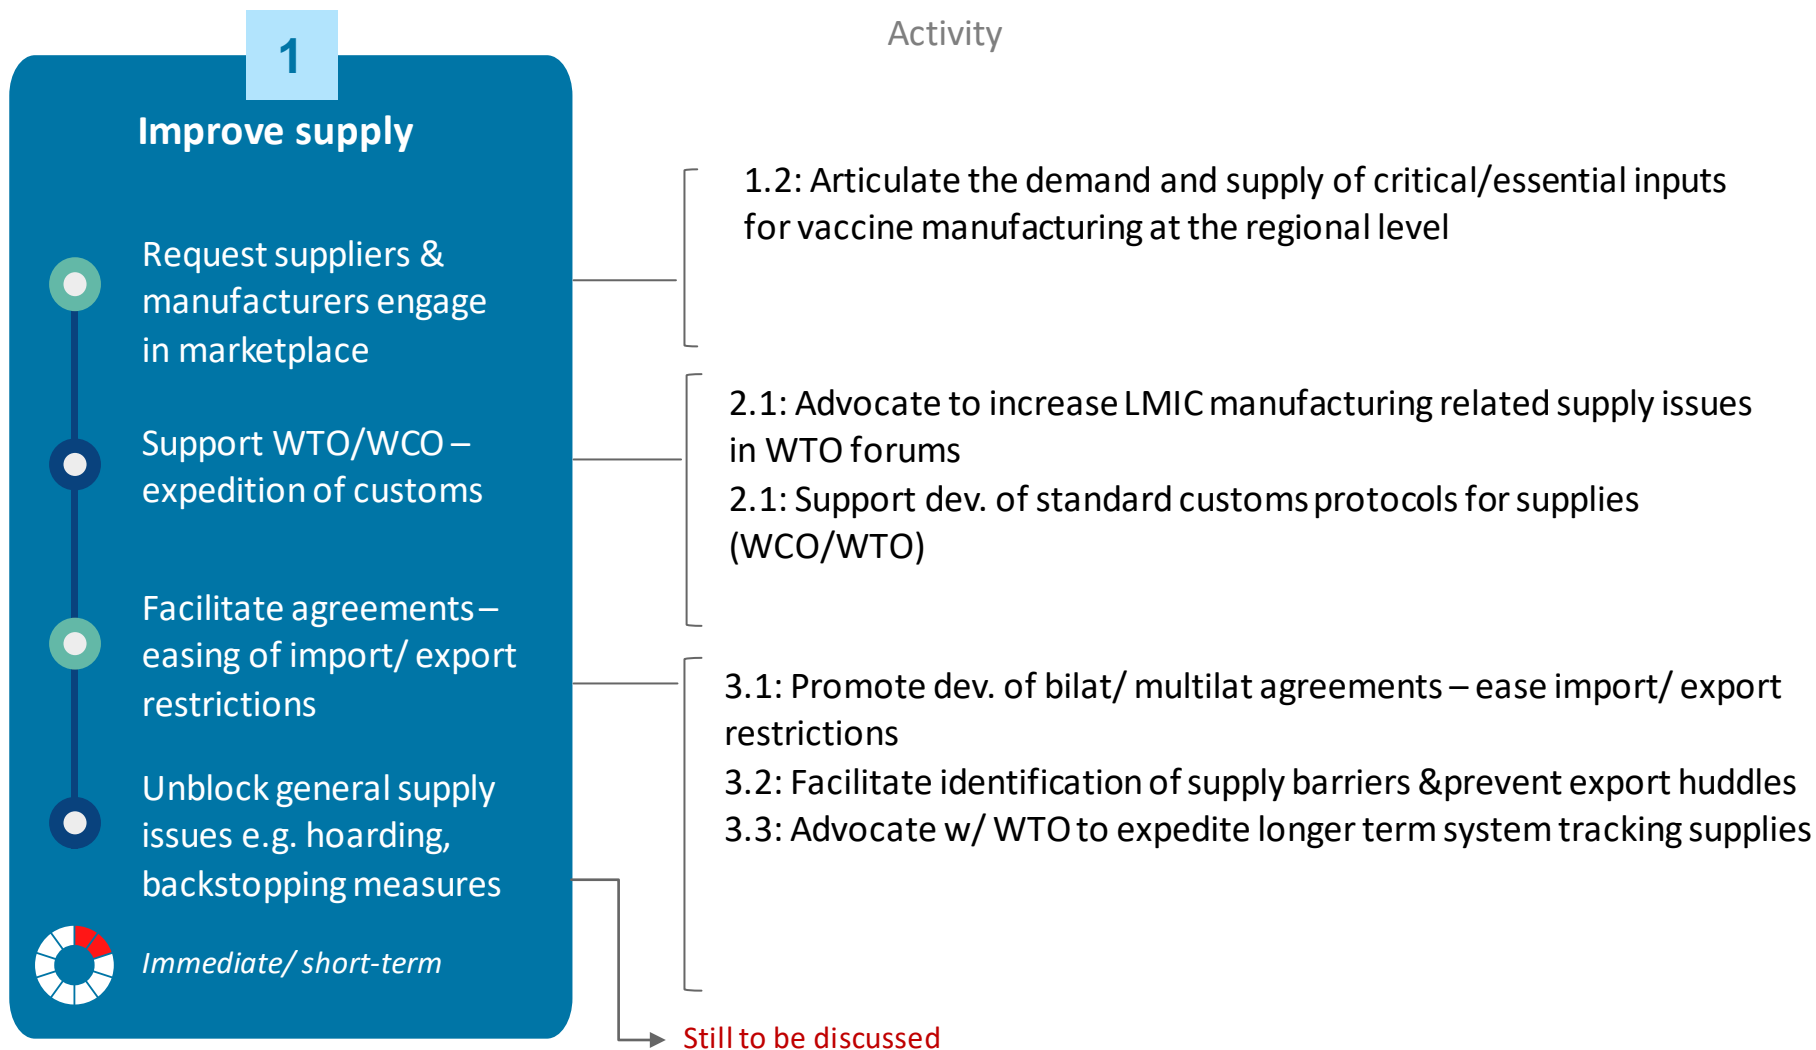 1
Activity
Improve supply
Request suppliers &
manufacturers engage
in marketplace
1.2: Articulate the demand and supply of critical/essential inputs
for vaccine manufacturing at the regional level
Support WTO/WCO –
expedition of customs
2.1: Advocate to increase LMIC manufacturing related supply issues
in WTO forums
2.1: Support dev. of standard customs protocols for supplies
(WCO/WTO)
Facilitate agreements –
easing of import/ export
restrictions
3.1: Promote dev. of bilat/ multilat agreements – ease import/ export
restrictions
3.2: Facilitate identification of supply barriers &prevent export huddles
3.3: Advocate w/ WTO to expedite longer term system tracking supplies
Unblock general supply
issues e.g. hoarding,
backstopping measures
Immediate/ short-term
Still to be discussed